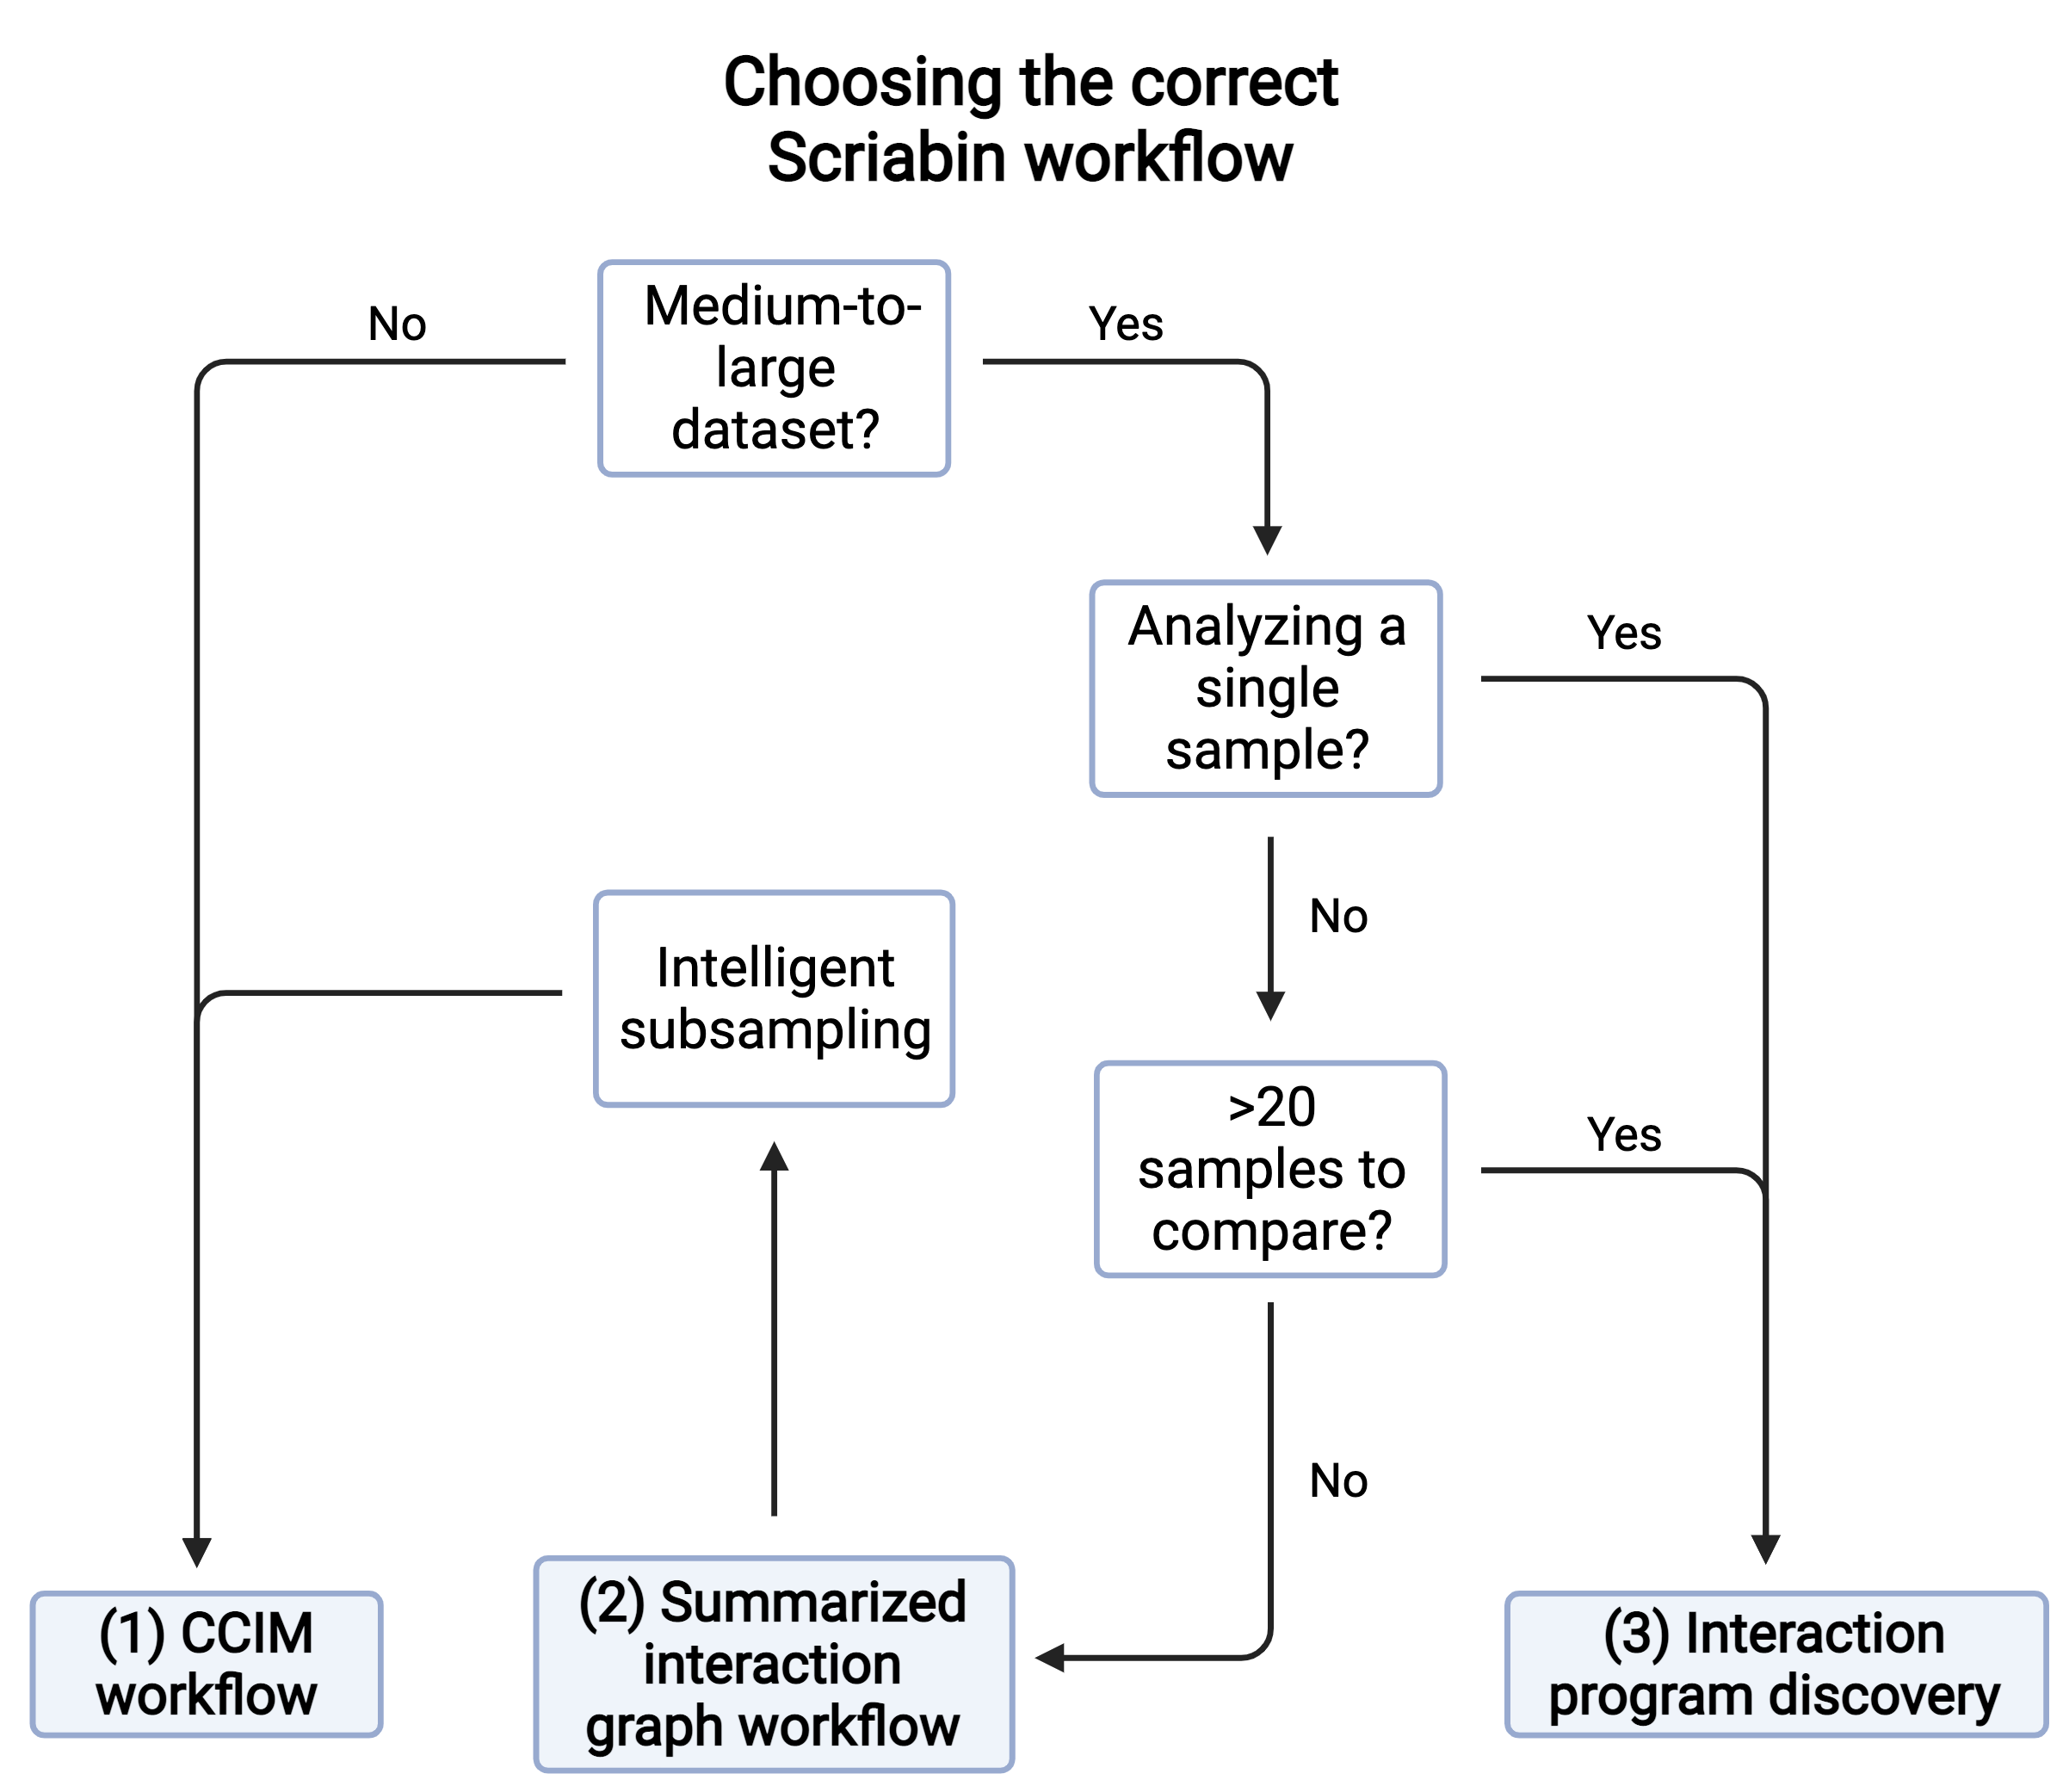 Choosing the correct
Scriabin workflow
No
Medium-to-
large
dataset?
Yes
Analyzing a
single
sample?
Yes
No
Intelligent
subsampling
>20
samples to
compare?
Yes
No
(1) CCIM
workflow
(2) Summarized
interaction
graph workflow
(3) Interaction
program discovery